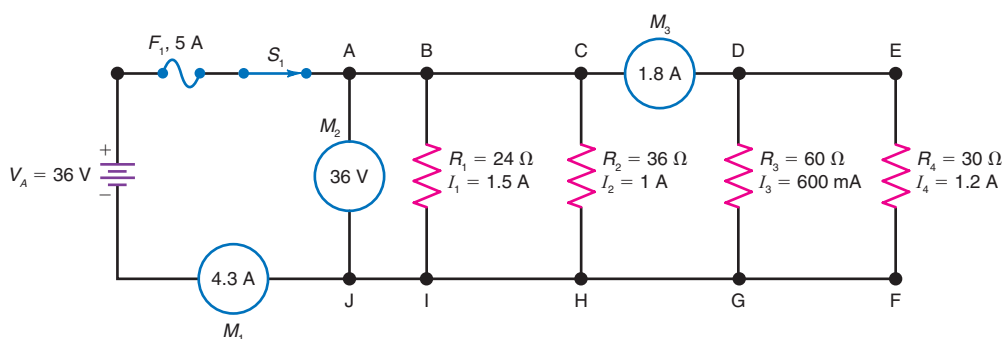 F₁, 5 A
S₁
A
B
C
M₃
1.8 A
D
E
M₂
36 V
+
−
V_A = 36 V
R₁ = 24 Ω
I₁ = 1.5 A
R₂ = 36 Ω
I₂ = 1 A
R₃ = 60 Ω
I₃ = 600 mA
R₄ = 30 Ω
I₄ = 1.2 A
4.3 A
M₁
J
I
H
G
F